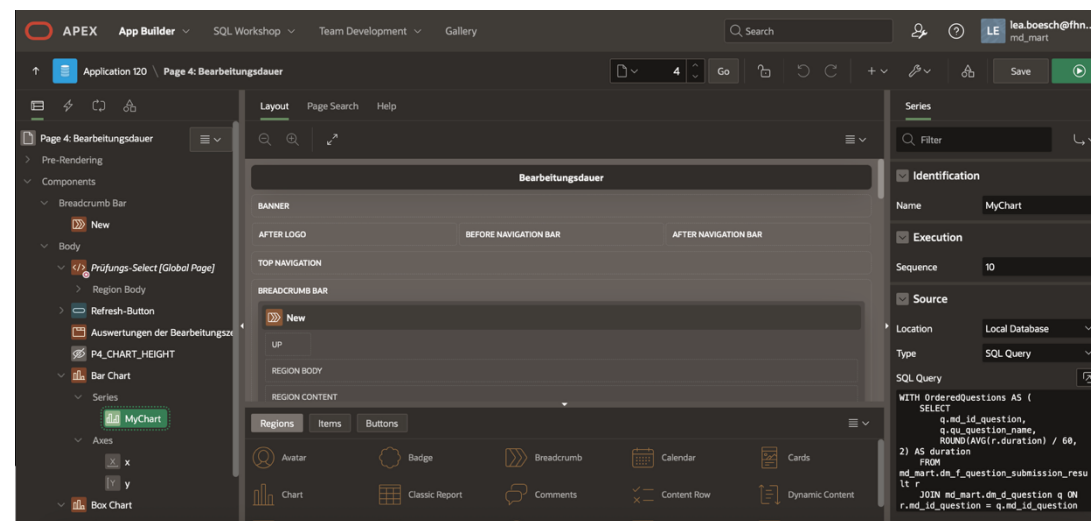 APEX App Builder SQL Workshop Team Development Gallery Search LE lea.boesch@fhn...
md_mart
Application 120 \ Page 4: Bearbeitungsdauer 4 Go Save
Layout Page Search Help Series
Page 4: Bearbeitungsdauer
Filter
Pre-Rendering
Components
Breadcrumb Bar
New
Body
Prüfungs-Select [Global Page]
Region Body
Refresh-Button
Auswertungen der Bearbeitungsze
P4_CHART_HEIGHT
Bar Chart
Series
MyChart
Axes
x x
y y
Box Chart
Bearbeitungsdauer
BANNER
AFTER LOGO BEFORE NAVIGATION BAR AFTER NAVIGATION BAR
TOP NAVIGATION
BREADCRUMB BAR
New
UP
REGION BODY
REGION CONTENT
Regions Items Buttons
Avatar Badge Breadcrumb Calendar Cards
Chart Classic Report Comments Content Row Dynamic Content
Identification
Name MyChart
Execution
Sequence 10
Source
Location Local Database
Type SQL Query
SQL Query
WITH OrderedQuestions AS (
SELECT
q.md_id_question,
q.qu_question_name,
ROUND(AVG(r.duration) / 60,
2) AS duration
FROM
md_mart.dm_f_question_submission_resu
lt r
JOIN md_mart.dm_d_question q ON
r.md_id_question = q.md_id_question